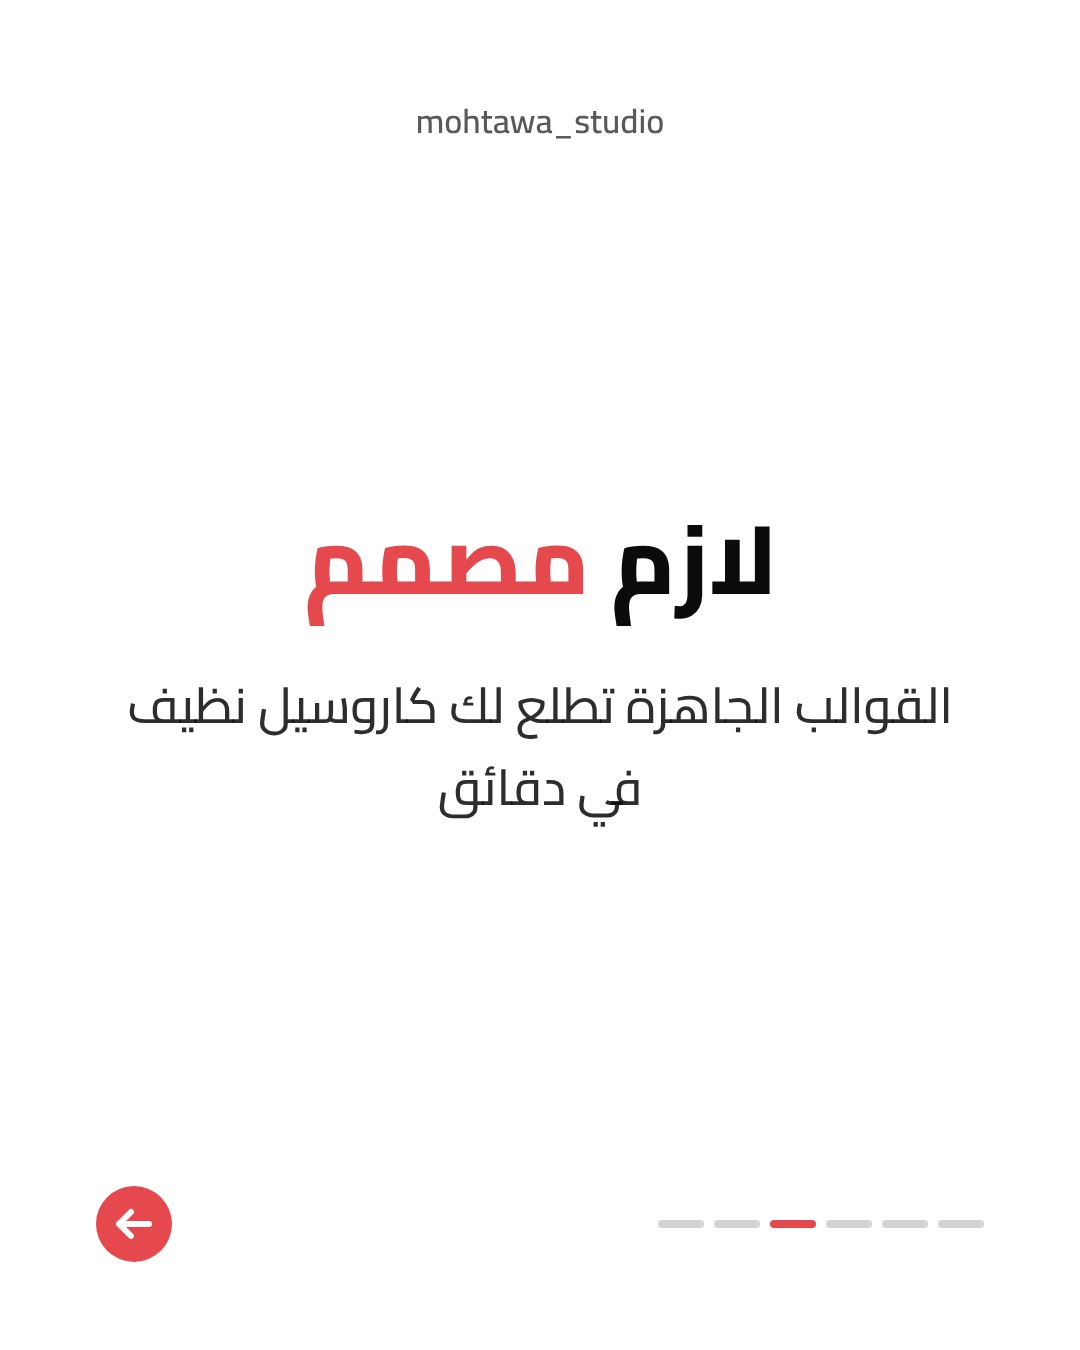 mohtawa_studio
لازم مصمم
القوالب الجاهزة تطلع لك كاروسيل نظيف
في دقائق